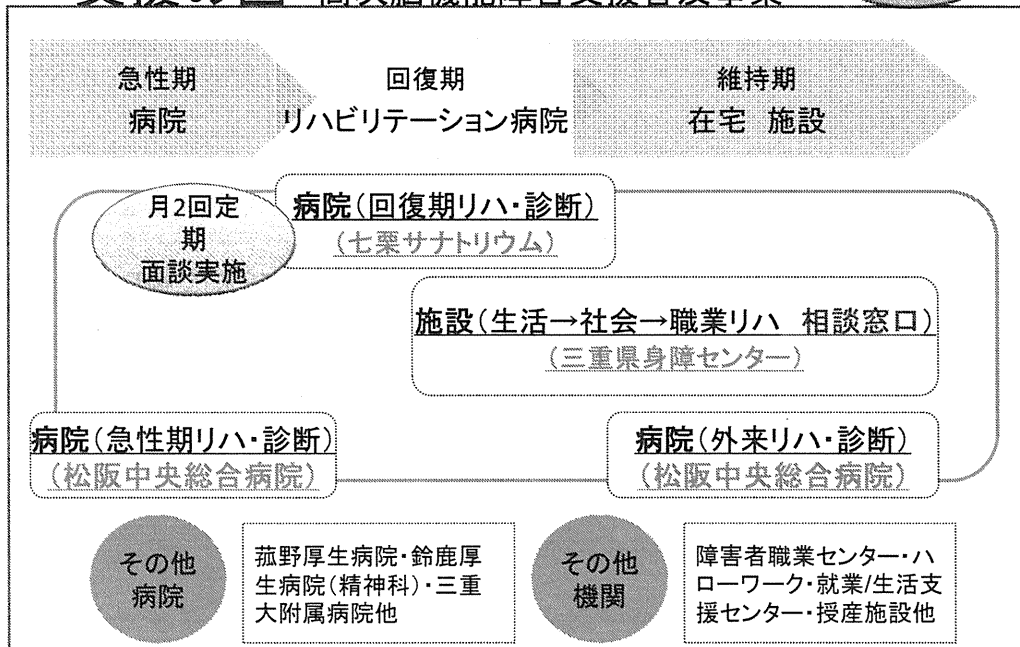 急性期
病院
回復期
リハビリテーション病院
維持期
在宅 施設
月2回定
期
面談実施
病院(回復期リハ・診断)
(七栗サナトリウム)
施設(生活→社会→職業リハ 相談窓口)
(三重県身障センター)
病院(急性期リハ・診断)
(松阪中央総合病院)
病院(外来リハ・診断)
(松阪中央総合病院)
その他
病院
菰野厚生病院・鈴鹿厚
生病院(精神科)・三重
大附属病院他
その他
機関
障害者職業センター・ハ
ローワーク・就業/生活支
援センター・授産施設他